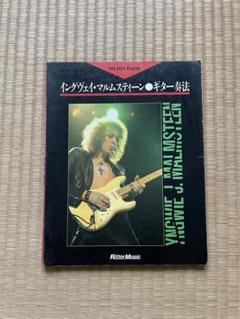 THE BEST PLAYER
イングヴェイ・マルムスティーン●ギター奏法
YNGWIE J. MALMSTEEN
Rittor Music